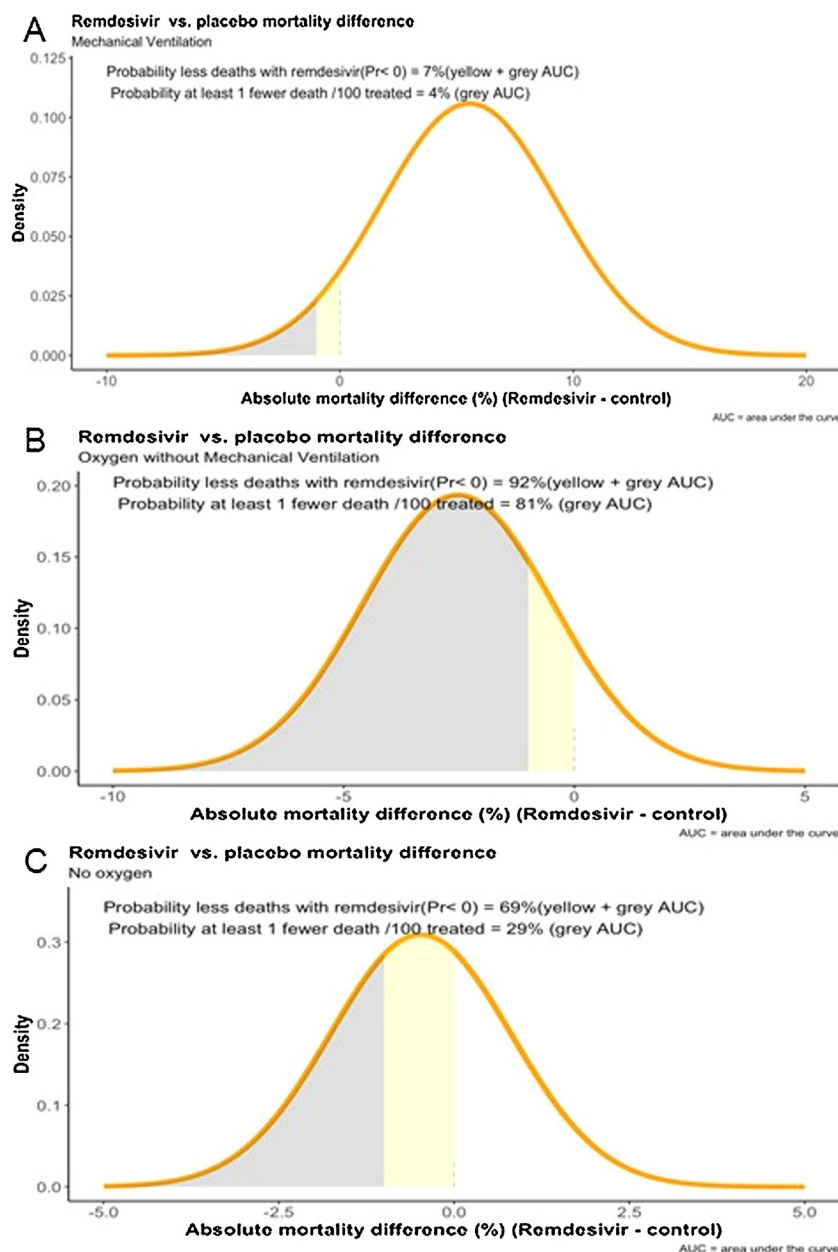 A
Remdesivir vs. placebo mortality difference
Mechanical Ventilation
Probability less deaths with remdesivir(Pr< 0) = 7%(yellow + grey AUC)
Probability at least 1 fewer death /100 treated = 4% (grey AUC)
0.125
0.100
0.075
0.050
0.025
0.000
Density
-10
0
10
20
Absolute mortality difference (%) (Remdesivir - control)
AUC = area under the curve
B
Remdesivir vs. placebo mortality difference
Oxygen without Mechanical Ventilation
Probability less deaths with remdesivir(Pr< 0) = 92%(yellow + grey AUC)
Probability at least 1 fewer death /100 treated = 81% (grey AUC)
0.20
0.15
0.10
0.05
0.00
Density
-10
-5
0
5
Absolute mortality difference (%) (Remdesivir - control)
AUC = area under the curve
C
Remdesivir vs. placebo mortality difference
No oxygen
Probability less deaths with remdesivir(Pr< 0) = 69%(yellow + grey AUC)
Probability at least 1 fewer death /100 treated = 29% (grey AUC)
0.3
0.2
0.1
0.0
Density
-5.0
-2.5
0.0
2.5
5.0
Absolute mortality difference (%) (Remdesivir - control)
AUC = area under the curve